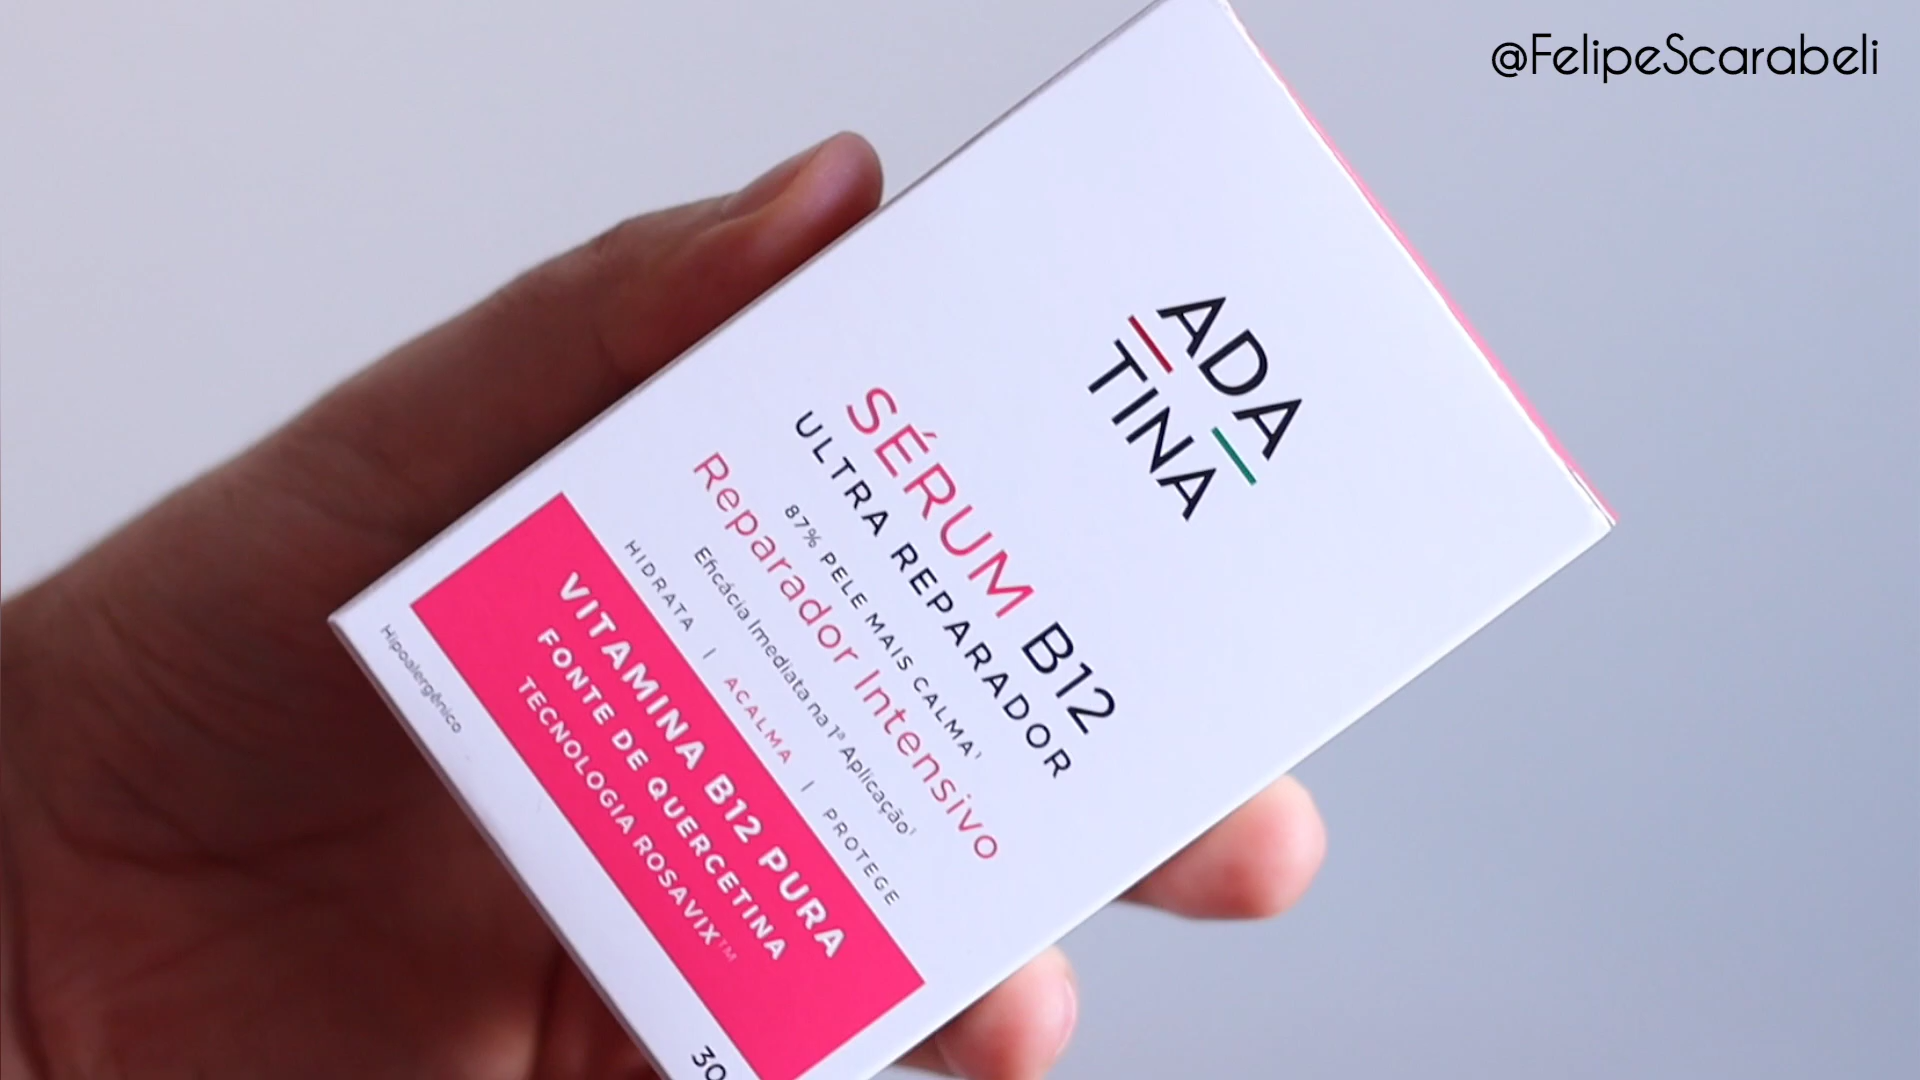 @FelipeScarabeli
ADA
TINA
SÉRUM B12
ULTRA REPARADOR
Reparador Intensivo
87% PELE MAIS CALMA¹
Eficácia Imediata na 1ª Aplicação¹
HIDRATA | ACALMA | PROTEGE
VITAMINA B12 PURA
FONTE DE QUERCETINA
TECNOLOGIA ROSAVIX™
Hipoalergênico
30